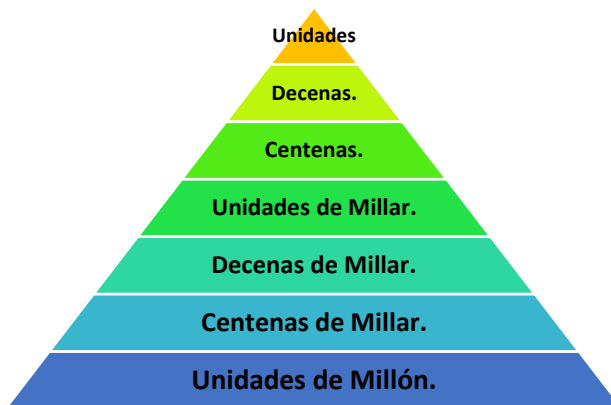 Unidades
Decenas.
Centenas.
Unidades de Millar.
Decenas de Millar.
Centenas de Millar.
Unidades de Millón.